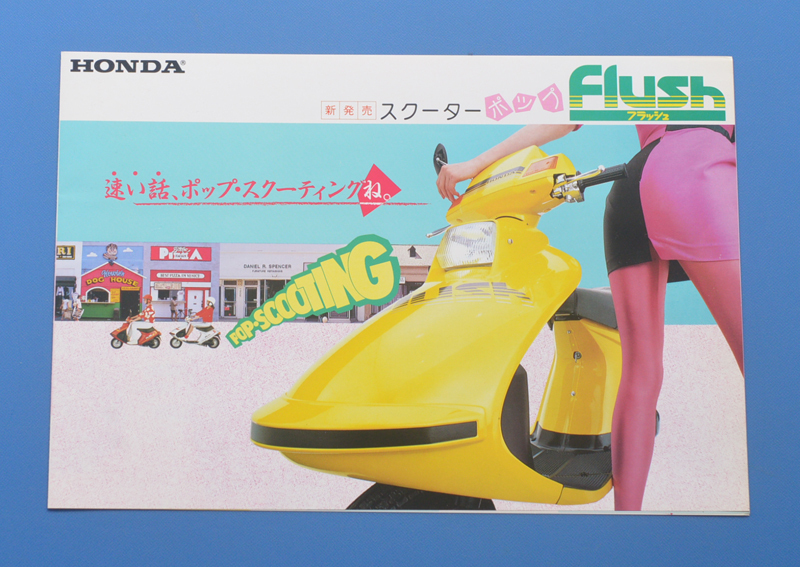 HONDA®
新発売 スクーターポップ Flush
フラッシュ
速い話、ポップ・スクーティングね。
POP-SCOOTING
DOG HOUSE
DANIEL R. SPENCER